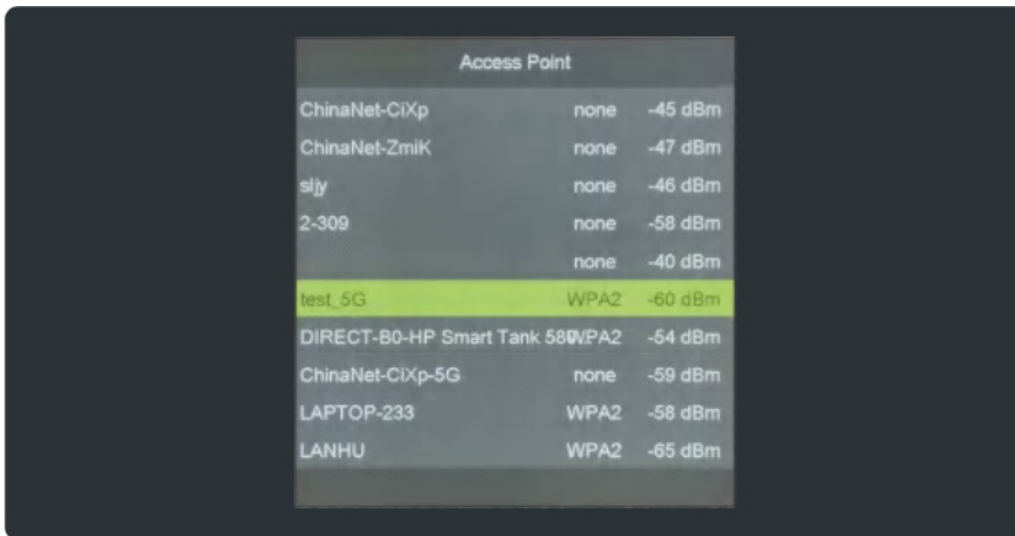 Access Point
ChinaNet-CiXp none -45 dBm
ChinaNet-ZmiK none -47 dBm
sljy none -46 dBm
2-309 none -58 dBm
none -40 dBm
test_5G WPA2 -60 dBm
DIRECT-B0-HP Smart Tank 580 WPA2 -54 dBm
ChinaNet-CiXp-5G none -59 dBm
LAPTOP-233 WPA2 -58 dBm
LANHU WPA2 -65 dBm